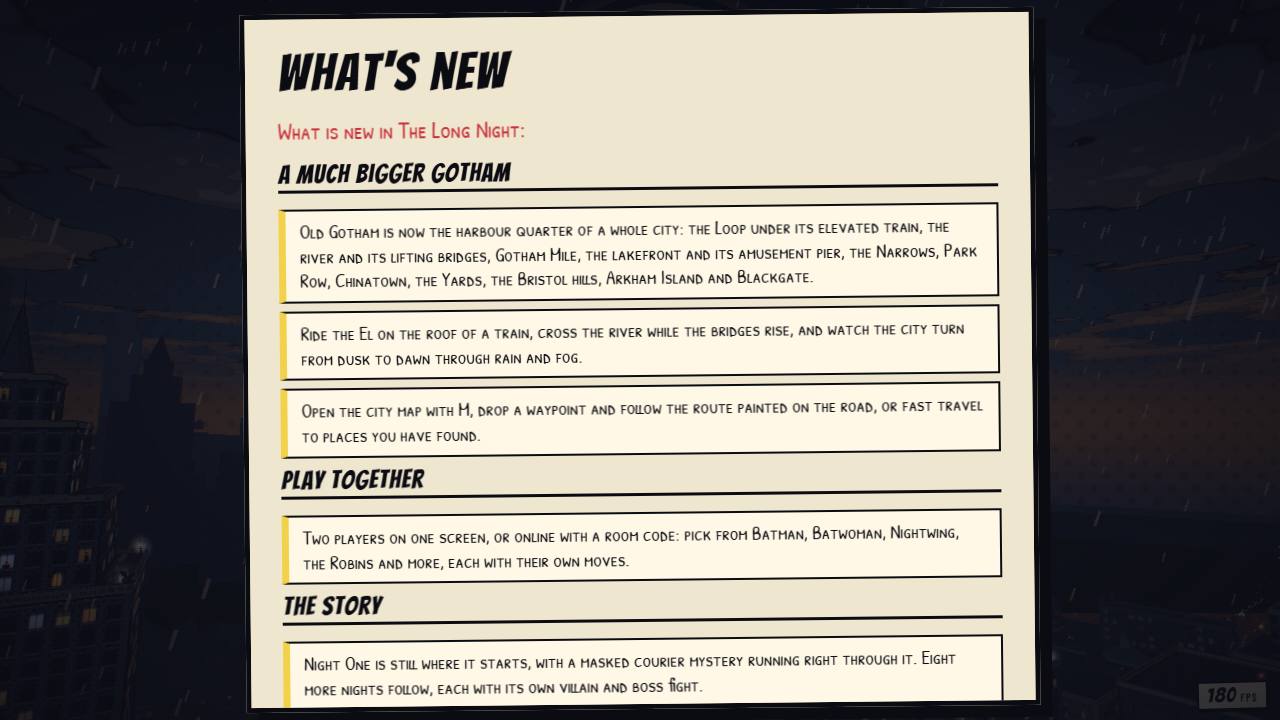 WHAT'S NEW
What is new in The Long Night:
A MUCH BIGGER GOTHAM
Old Gotham is now the harbour quarter of a whole city: the Loop under its elevated train, the
river and its lifting bridges, Gotham Mile, the lakefront and its amusement pier, the Narrows, Park
Row, Chinatown, the Yards, the Bristol hills, Arkham Island and Blackgate.
Ride the El on the roof of a train, cross the river while the bridges rise, and watch the city turn
from dusk to dawn through rain and fog.
Open the city map with M, drop a waypoint and follow the route painted on the road, or fast travel
to places you have found.
PLAY TOGETHER
Two players on one screen, or online with a room code: pick from Batman, Batwoman, Nightwing,
the Robins and more, each with their own moves.
THE STORY
Night One is still where it starts, with a masked courier mystery running right through it. Eight
more nights follow, each with its own villain and boss fight.
180 FPS